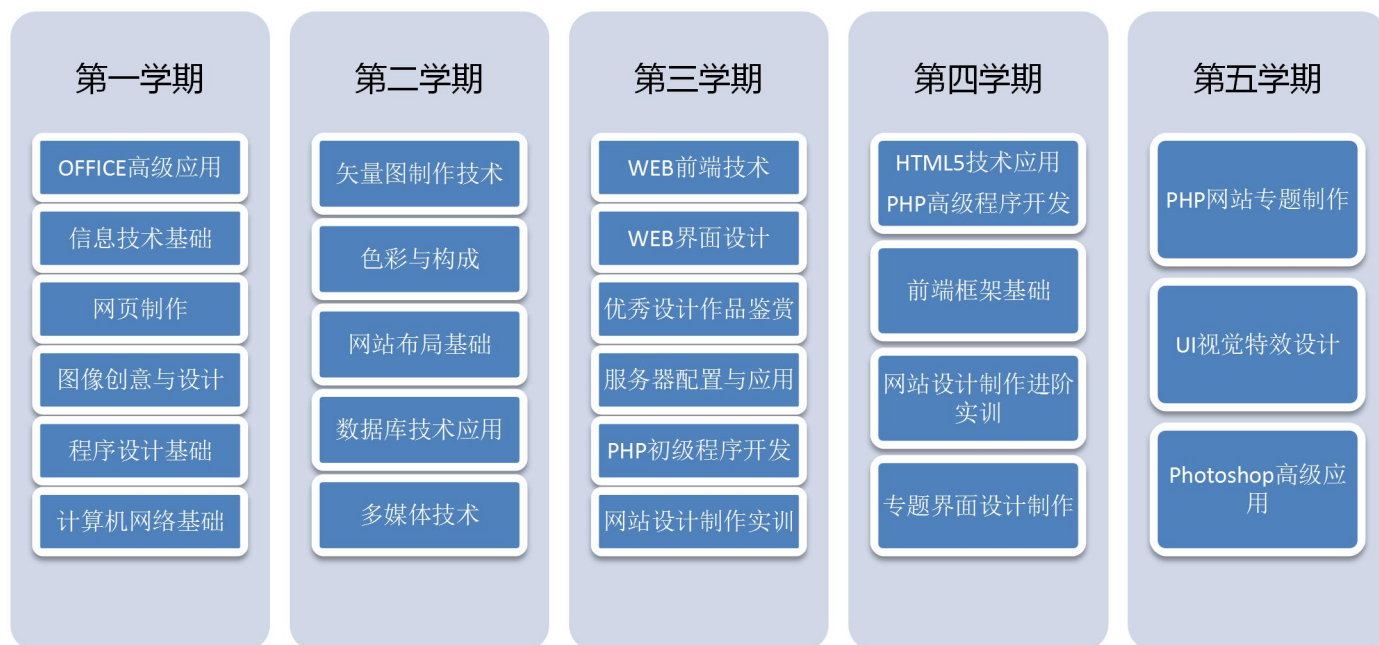 第一学期
OFFICE高级应用
信息技术基础
网页制作
图像创意与设计
程序设计基础
计算机网络基础
第二学期
矢量图制作技术
色彩与构成
网站布局基础
数据库技术应用
多媒体技术
第三学期
WEB前端技术
WEB界面设计
优秀设计作品鉴赏
服务器配置与应用
PHP初级程序开发
网站设计制作实训
第四学期
HTML5技术应用
PHP高级程序开发
前端框架基础
网站设计制作进阶
实训
专题界面设计制作
第五学期
PHP网站专题制作
UI视觉特效设计
Photoshop高级应
用